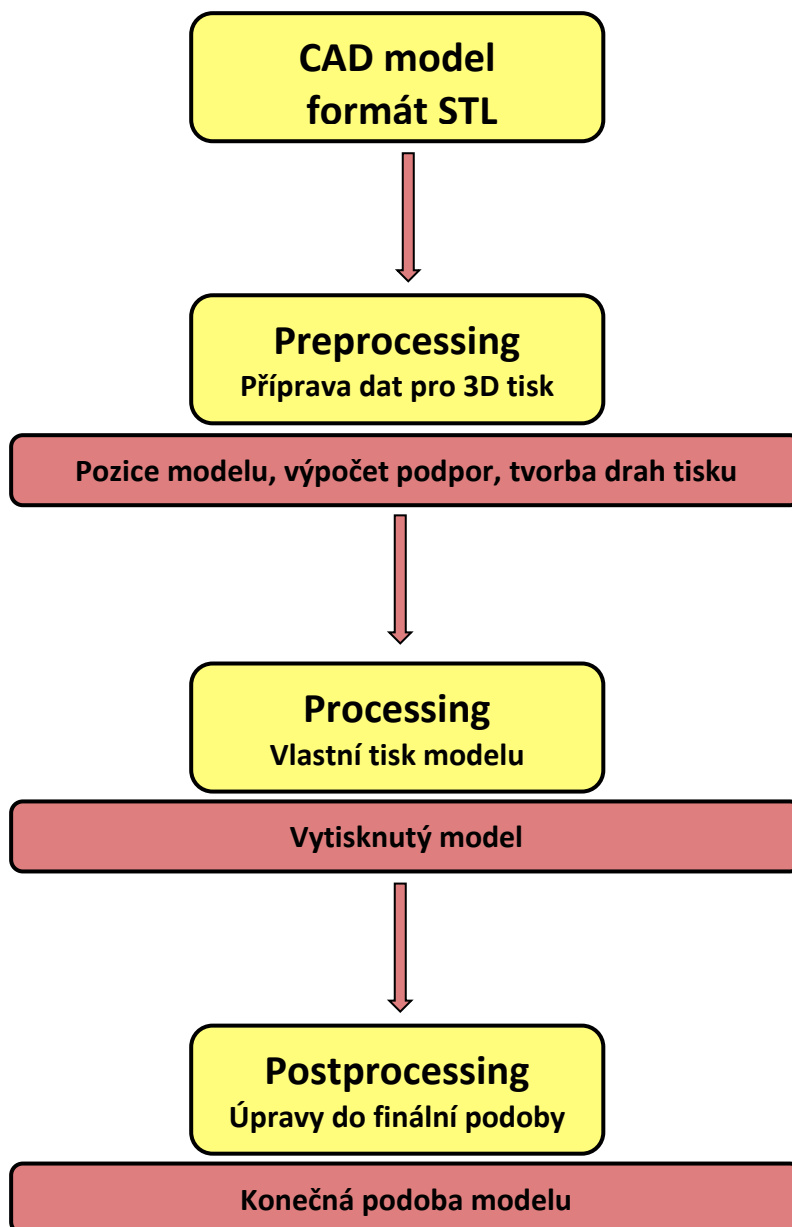 CAD model
formát STL
Preprocessing
Příprava dat pro 3D tisk
Pozice modelu, výpočet podpor, tvorba drah tisku
Processing
Vlastní tisk modelu
Vytisknutý model
Postprocessing
Úpravy do finální podoby
Konečná podoba modelu